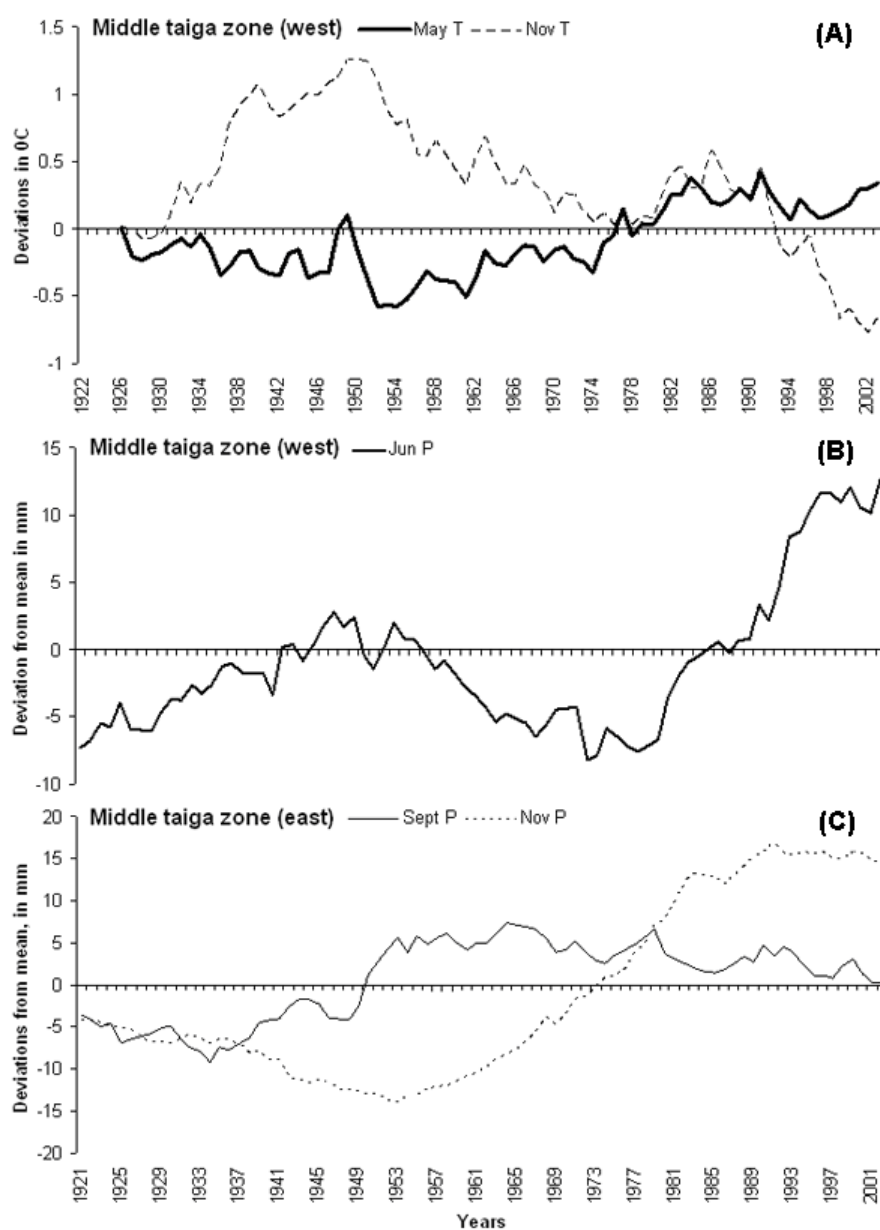 Middle taiga zone (west) May T Nov T (A)
Deviations in 0C
1.5
1
0.5
0
-0.5
-1
1922 1926 1930 1934 1938 1942 1946 1950 1954 1958 1962 1966 1970 1974 1978 1982 1986 1990 1994 1998 2002
Middle taiga zone (west) Jun P (B)
Deviation from mean in mm
15
10
5
0
-5
-10
Middle taiga zone (east) Sept P Nov P (C)
Deviations from mean, in mm
20
15
10
5
0
-5
-10
-15
-20
1921 1925 1929 1933 1937 1941 1945 1949 1953 1957 1961 1965 1969 1973 1977 1981 1985 1989 1993 1997 2001
Years